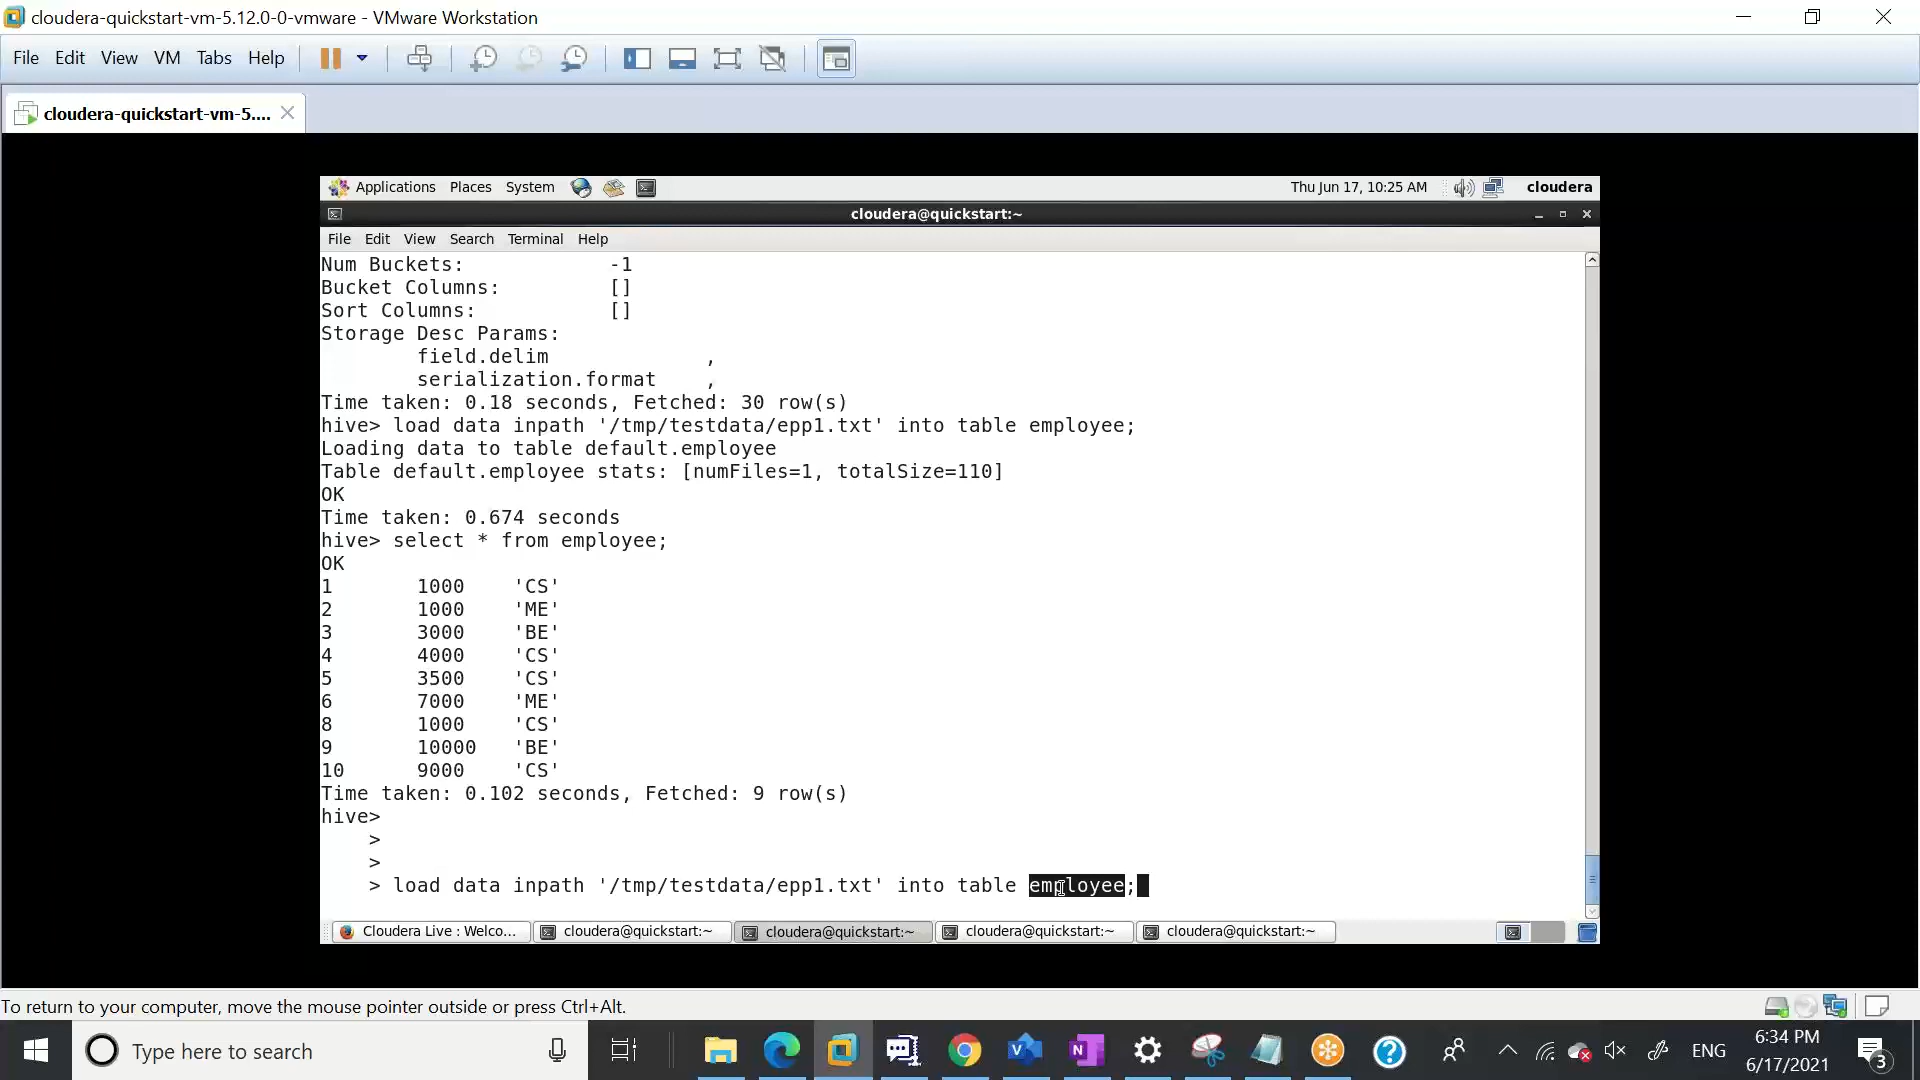 cloudera-quickstart-vm-5.12.0-0-vmware - VMware Workstation
File Edit View VM Tabs Help
cloudera-quickstart-vm-5....
Applications Places System Thu Jun 17, 10:25 AM cloudera
cloudera@quickstart:~
File Edit View Search Terminal Help
Num Buckets: -1
Bucket Columns: []
Sort Columns: []
Storage Desc Params:
field.delim ,
serialization.format ,
Time taken: 0.18 seconds, Fetched: 30 row(s)
hive> load data inpath '/tmp/testdata/epp1.txt' into table employee;
Loading data to table default.employee
Table default.employee stats: [numFiles=1, totalSize=110]
OK
Time taken: 0.674 seconds
hive> select * from employee;
OK
1 1000 'CS'
2 1000 'ME'
3 3000 'BE'
4 4000 'CS'
5 3500 'CS'
6 7000 'ME'
8 1000 'CS'
9 10000 'BE'
10 9000 'CS'
Time taken: 0.102 seconds, Fetched: 9 row(s)
hive>
>
>
> load data inpath '/tmp/testdata/epp1.txt' into table employee;
Cloudera Live : Welco... cloudera@quickstart:~ cloudera@quickstart:~ cloudera@quickstart:~ cloudera@quickstart:~
To return to your computer, move the mouse pointer outside or press Ctrl+Alt.
Type here to search ENG 6:34 PM
6/17/2021 3